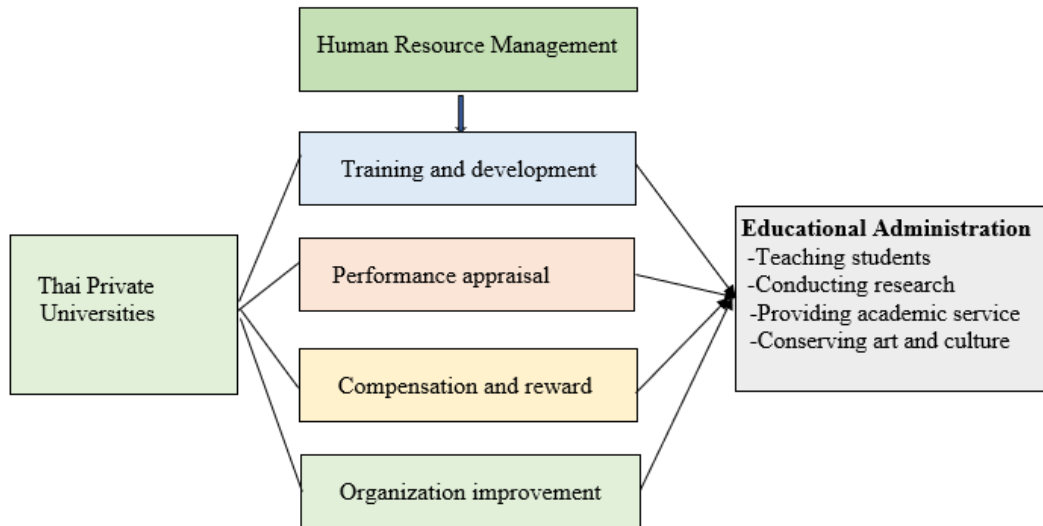 Human Resource Management
Training and development
Thai Private
Universities
Performance appraisal
Compensation and reward
Organization improvement
Educational Administration
-Teaching students
-Conducting research
-Providing academic service
-Conserving art and culture